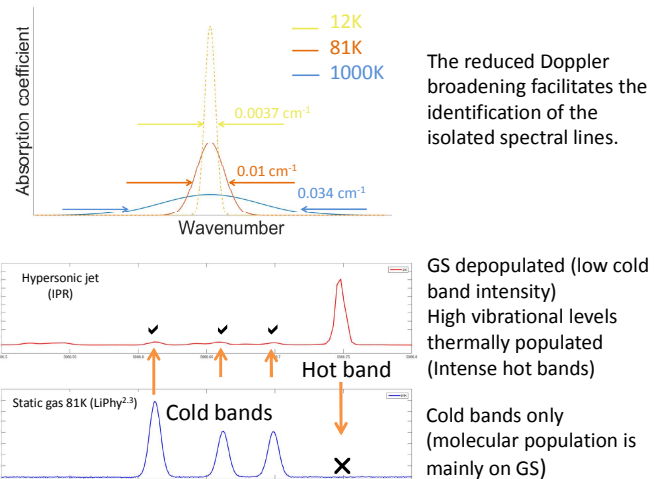 12K
81K
1000K
Absorption coefficient
0.0037 cm-1
0.01 cm-1
0.034 cm-1
Wavenumber
The reduced Doppler
broadening facilitates the
identification of the
isolated spectral lines.
Hypersonic jet
(IPR)
Hot band
GS depopulated (low cold
band intensity)
High vibrational levels
thermally populated
(Intense hot bands)
Static gas 81K (LiPhy2.3)
Cold bands
Cold bands only
(molecular population is
mainly on GS)